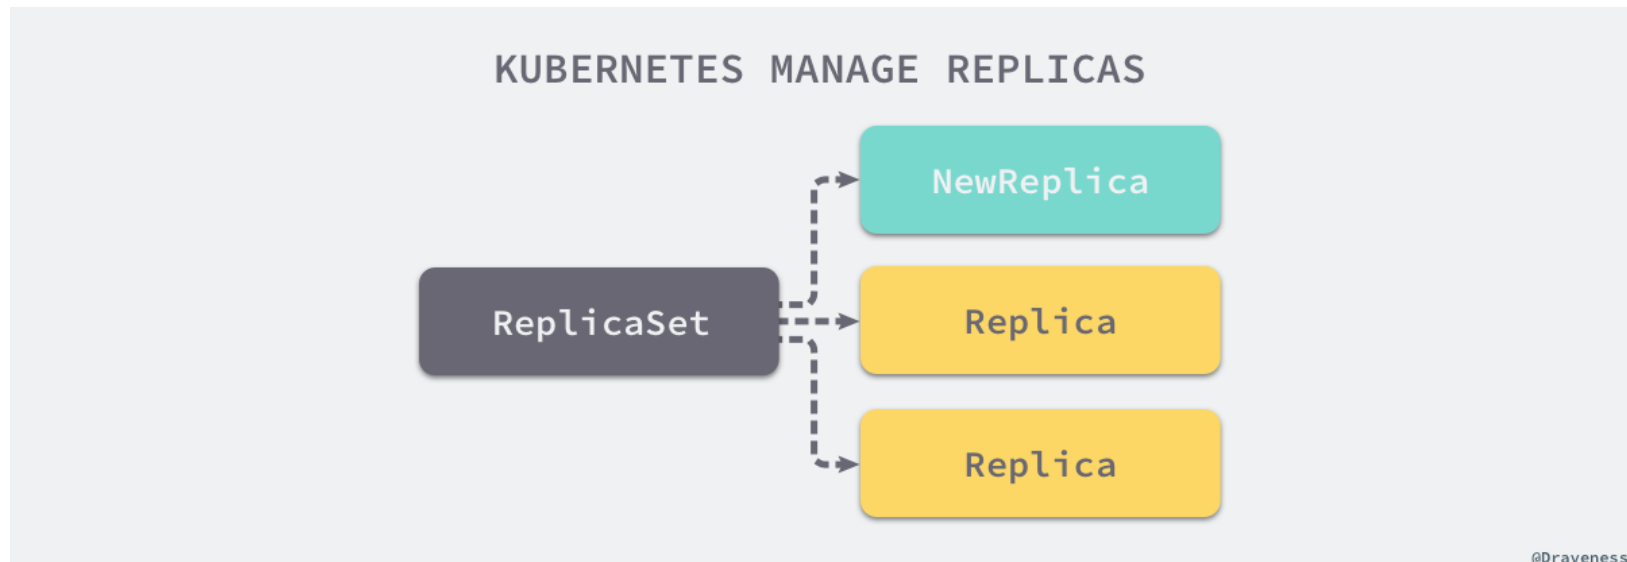 KUBERNETES MANAGE REPLICAS
NewReplica
ReplicaSet
Replica
Replica
@Draveness